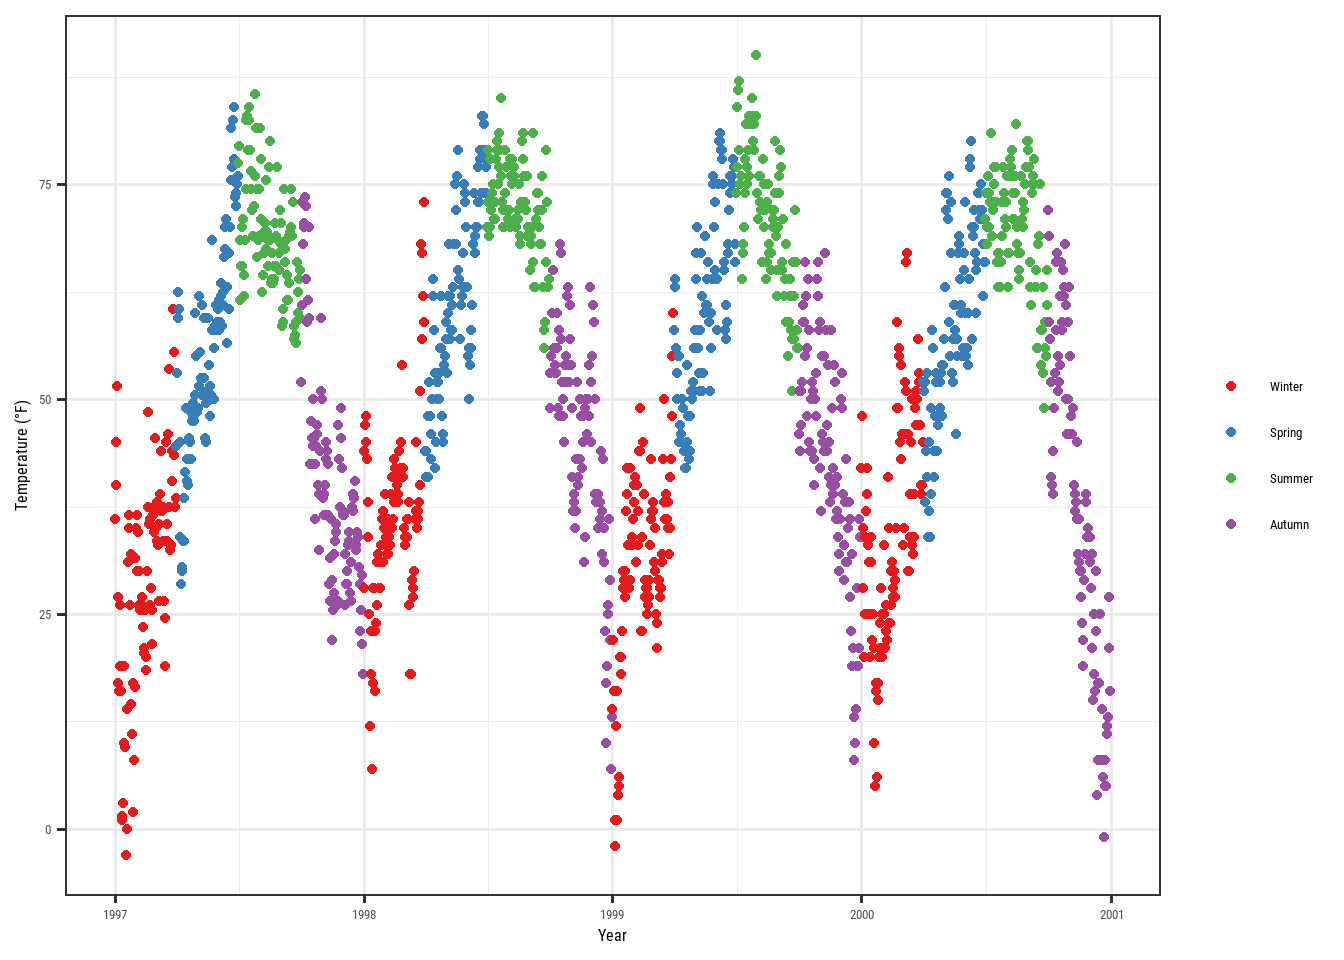 75
50
25
0
Temperature (°F)
1997
1998
1999
2000
2001
Year
Winter
Spring
Summer
Autumn